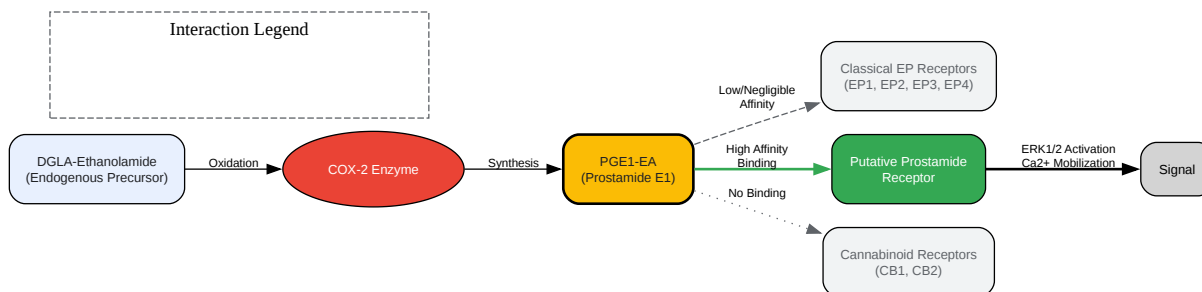 Interaction Legend
DGLA-Ethanolamide
(Endogenous Precursor)
Oxidation
COX-2 Enzyme
Synthesis
PGE1-EA
(Prostamide E1)
Low/Negligible
Affinity
Classical EP Receptors
(EP1, EP2, EP3, EP4)
High Affinity
Binding
Putative Prostamide
Receptor
ERK1/2 Activation
Ca2+ Mobilization
Signal
No Binding
Cannabinoid Receptors
(CB1, CB2)